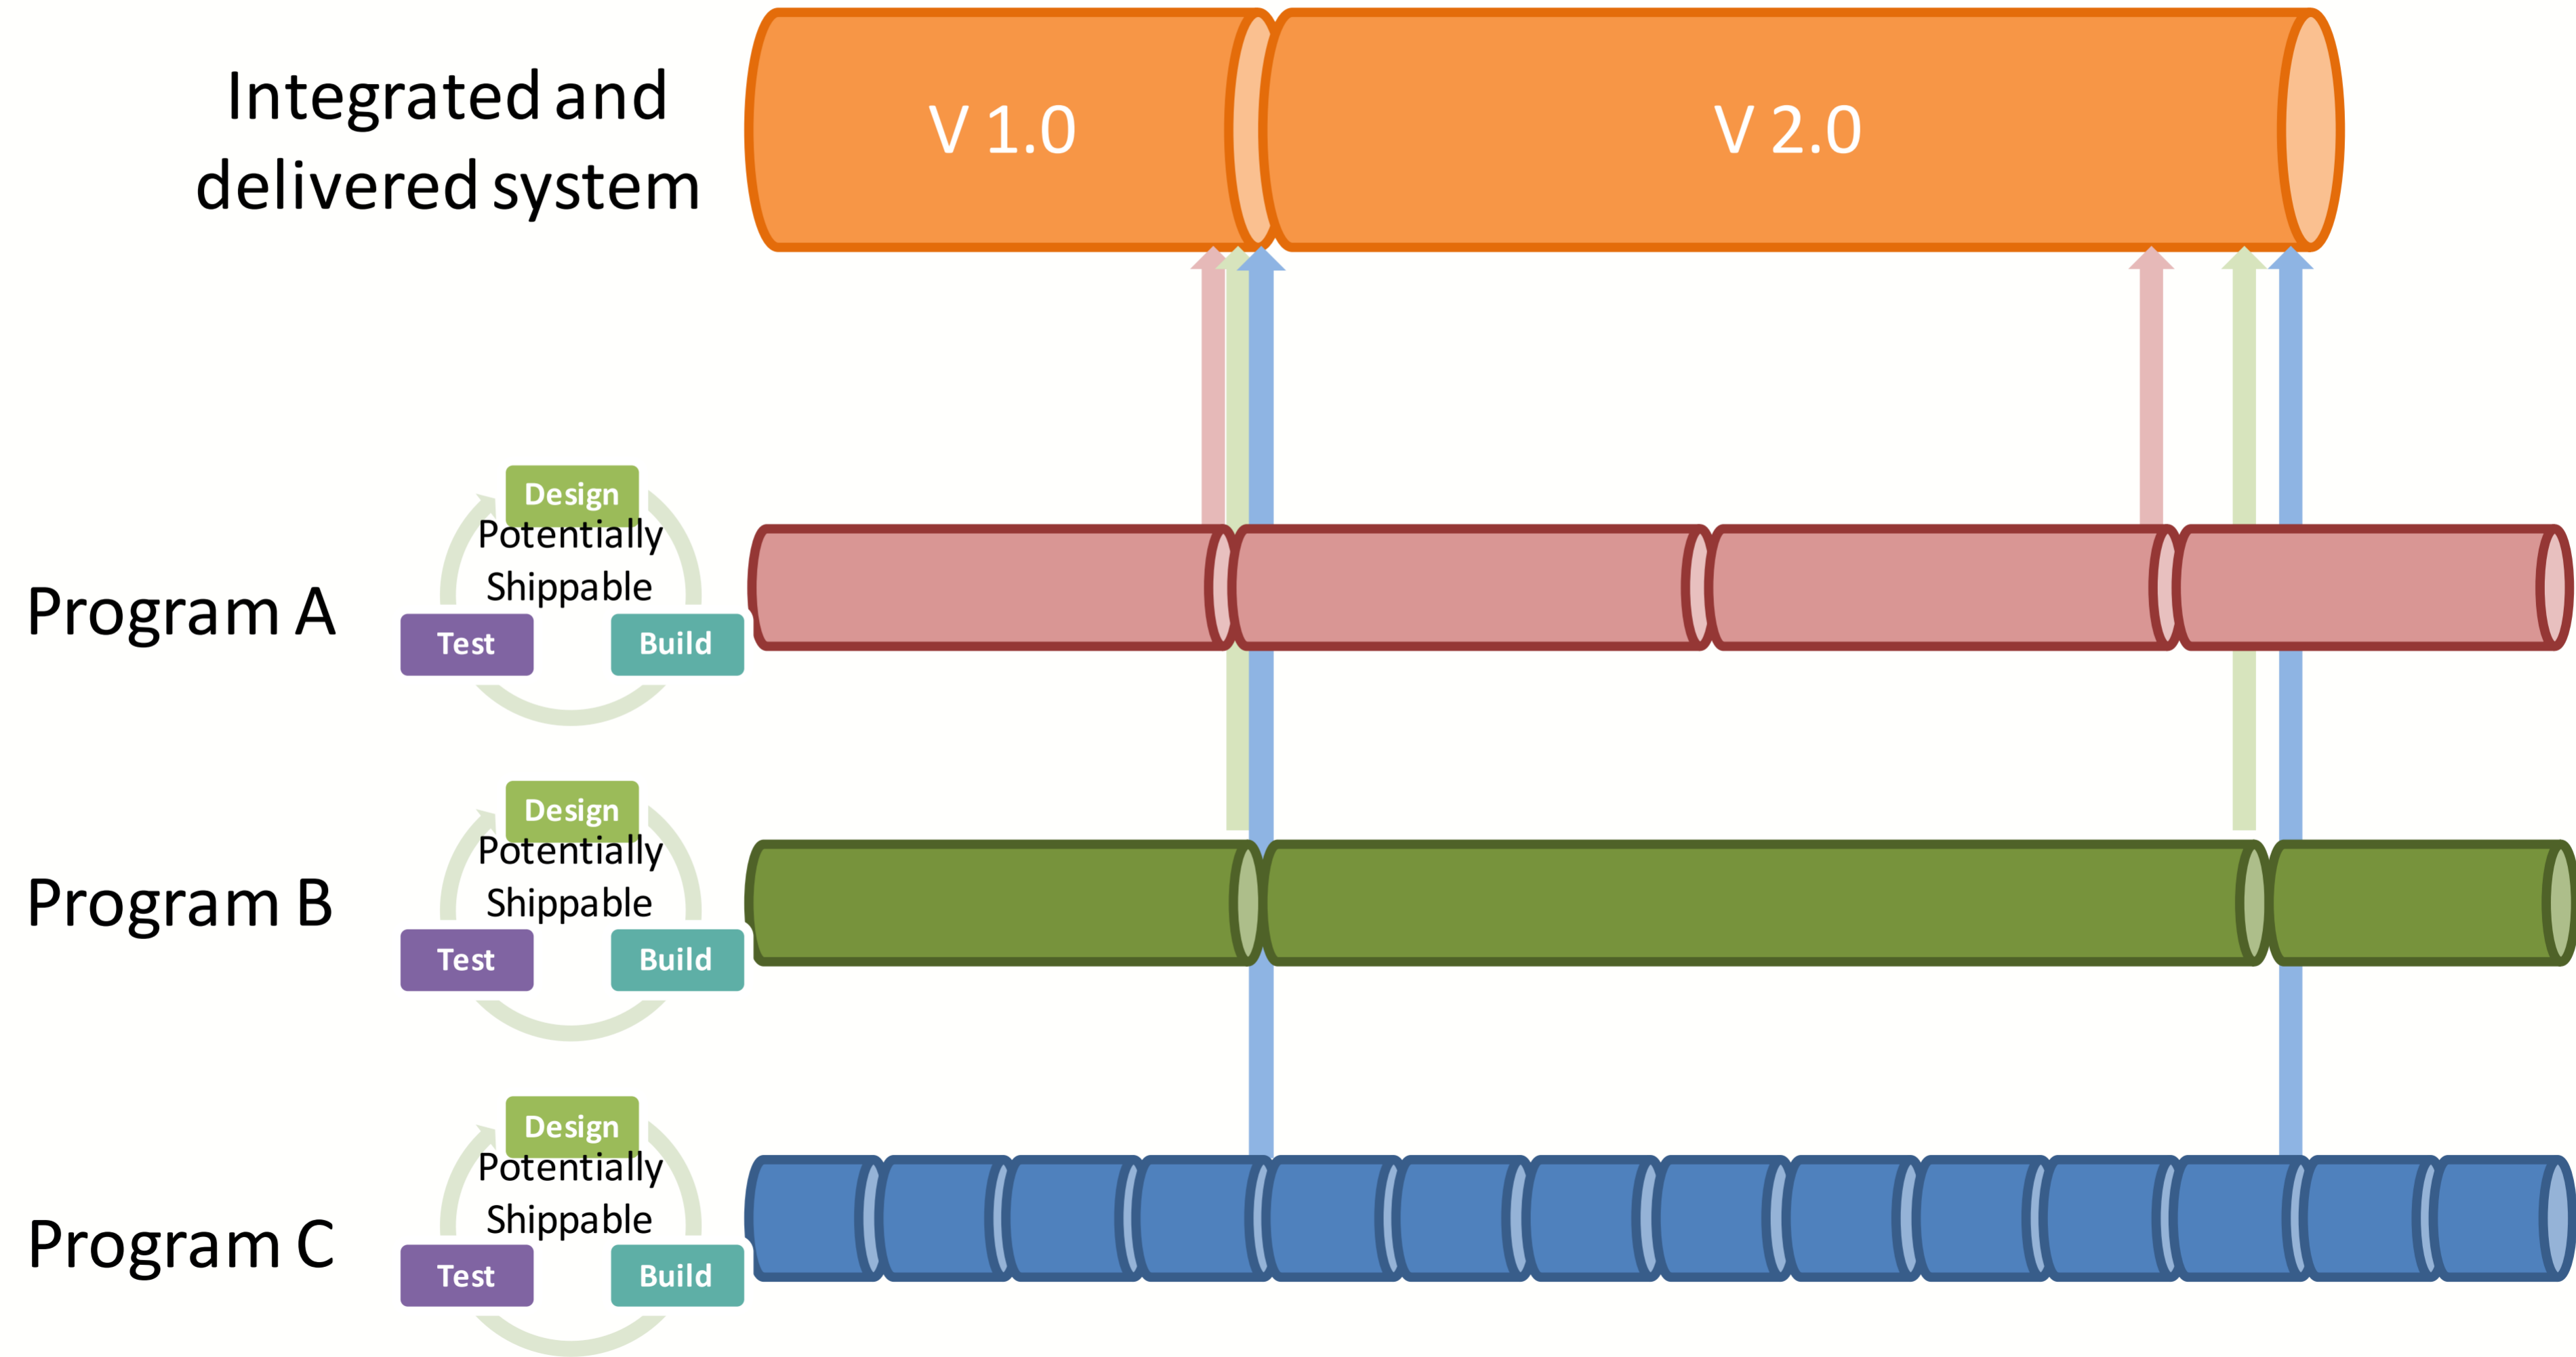 Integrated and
delivered system
V 1.0
V 2.0
Program A
Design
Potentially
Shippable
Test
Build
Program B
Design
Potentially
Shippable
Test
Build
Program C
Design
Potentially
Shippable
Test
Build